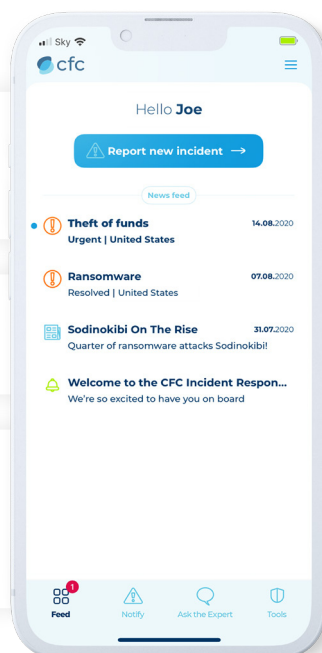 Sky
cfc
Hello Joe
Report new incident →
News feed
Theft of funds 14.08.2020
Urgent | United States
Ransomware 07.08.2020
Resolved | United States
Sodinokibi On The Rise 31.07.2020
Quarter of ransomware attacks Sodinokibi!
Welcome to the CFC Incident Respon...
We're so excited to have you on board
1
Feed Notify Ask the Expert Tools